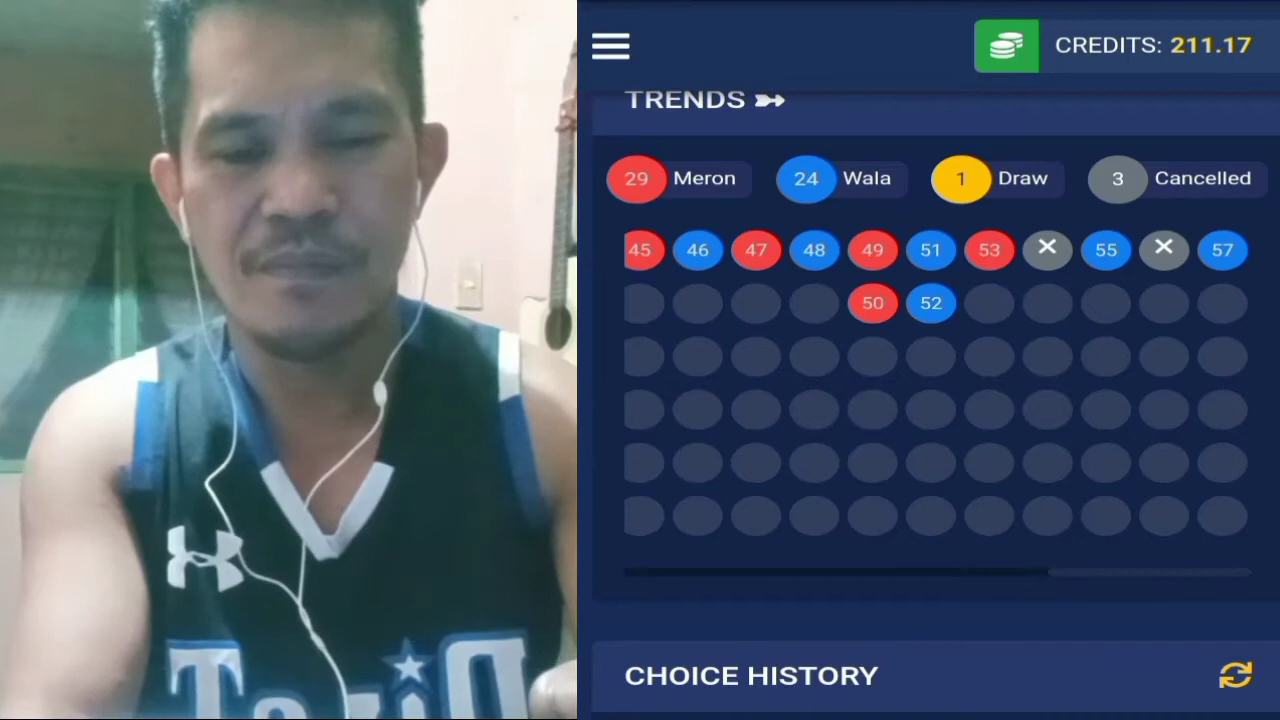 CREDITS: 211.17
TRENDS
29 Meron 24 Wala 1 Draw 3 Cancelled
45 46 47 48 49 51 53 55 57
50 52
CHOICE HISTORY